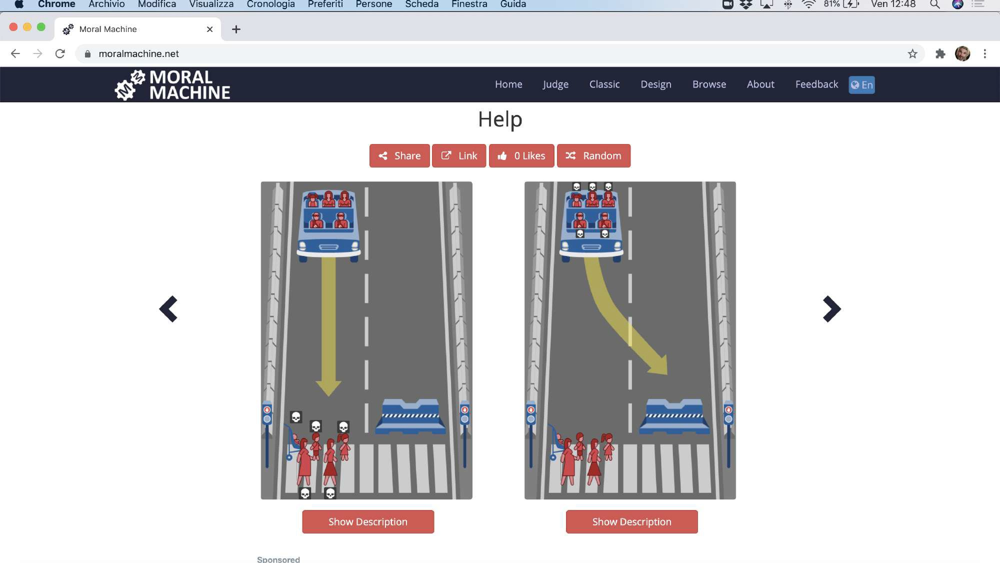 Chrome Archivio Modifica Visualizza Cronologia Preferiti Persone Scheda Finestra Guida 81% Ven 12:48
Moral Machine
moralmachine.net
MORAL
MACHINE
Home Judge Classic Design Browse About Feedback En
Help
Share Link 0 Likes Random
Show Description Show Description
Sponsored